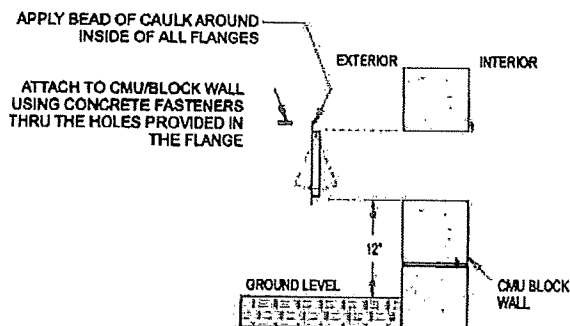 APPLY BEAD OF CAULK AROUND
INSIDE OF ALL FLANGES
EXTERIOR
INTERIOR
ATTACH TO CMU/BLOCK WALL
USING CONCRETE FASTENERS
THRU THE HOLES PROVIDED IN
THE FLANGE
12"
GROUND LEVEL
CMU BLOCK
WALL